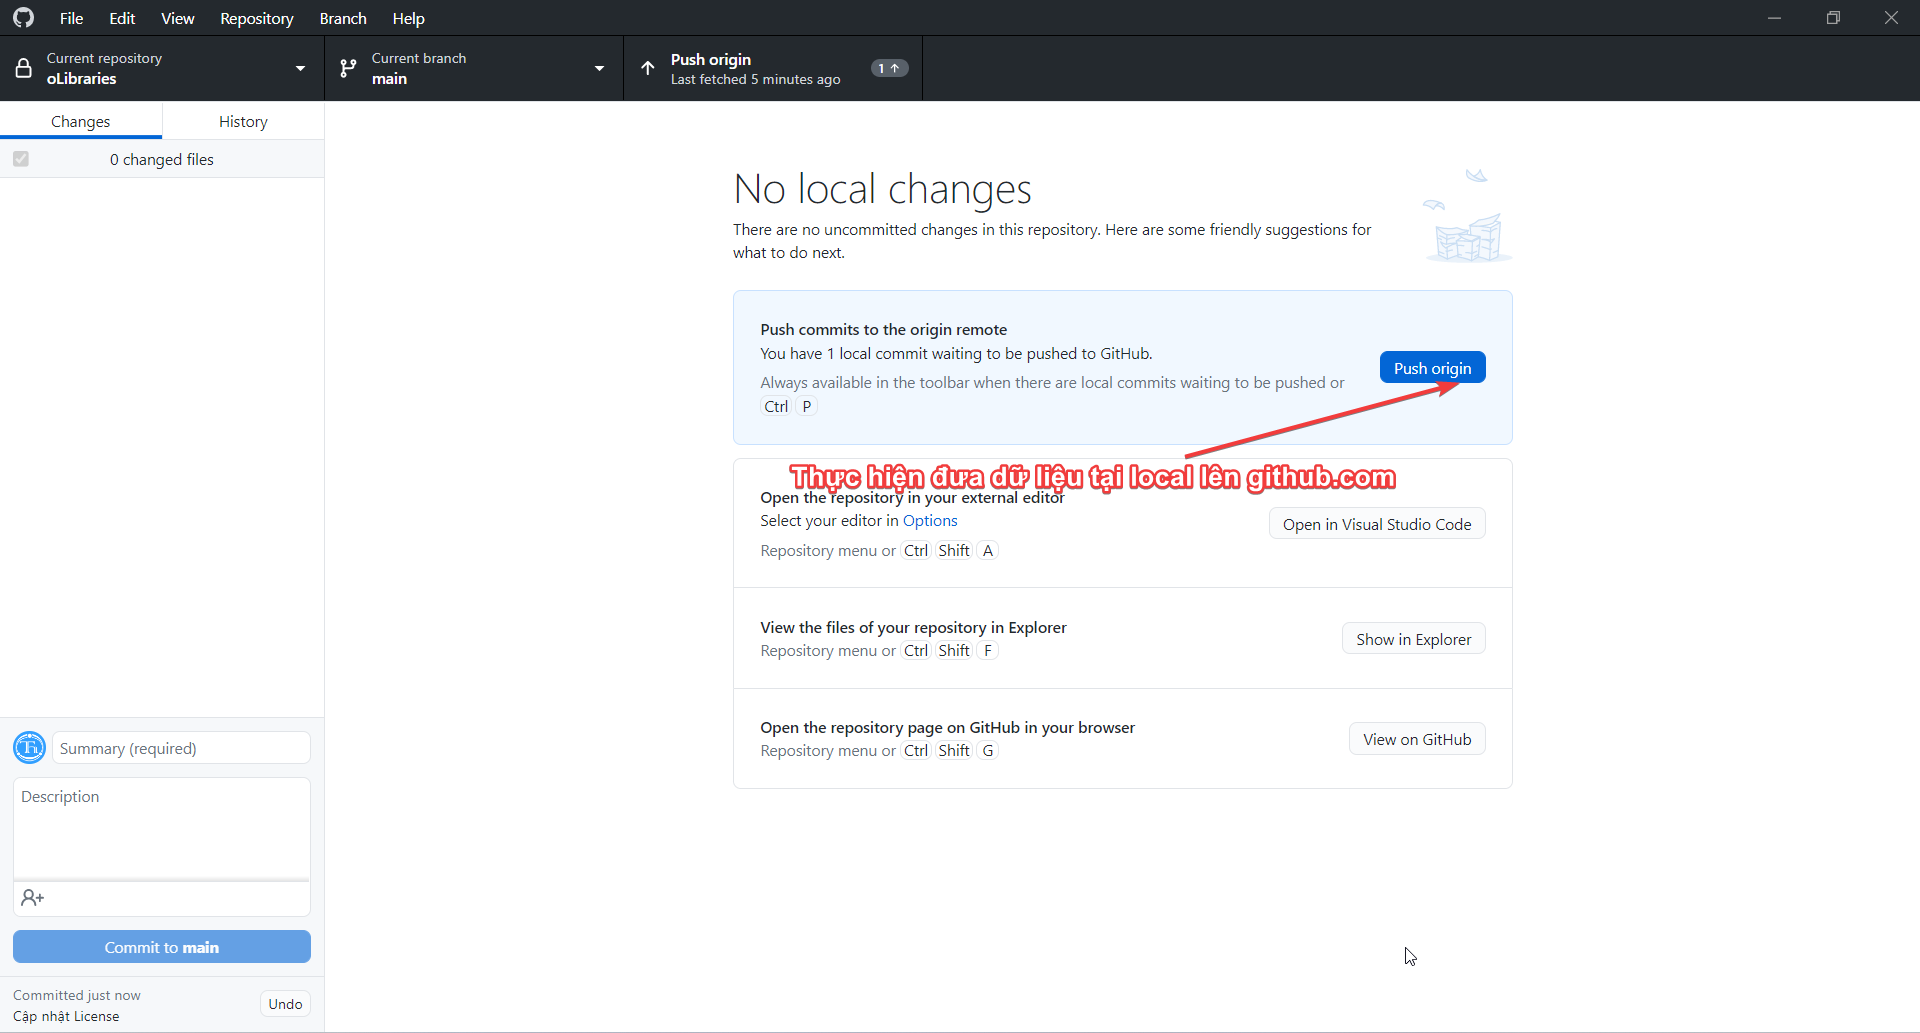 File Edit View Repository Branch Help
Current repository
oLibraries
Current branch
main
Push origin
Last fetched 5 minutes ago
1
Changes
History
0 changed files
No local changes
There are no uncommitted changes in this repository. Here are some friendly suggestions for
what to do next.
Push commits to the origin remote
You have 1 local commit waiting to be pushed to GitHub.
Always available in the toolbar when there are local commits waiting to be pushed or
Ctrl P
Push origin
Thực hiện đưa dữ liệu tại local lên github.com
Open the repository in your external editor
Select your editor in Options
Repository menu or Ctrl Shift A
Open in Visual Studio Code
View the files of your repository in Explorer
Repository menu or Ctrl Shift F
Show in Explorer
Open the repository page on GitHub in your browser
Repository menu or Ctrl Shift G
View on GitHub
Summary (required)
Description
Commit to main
Committed just now
Cập nhật License
Undo